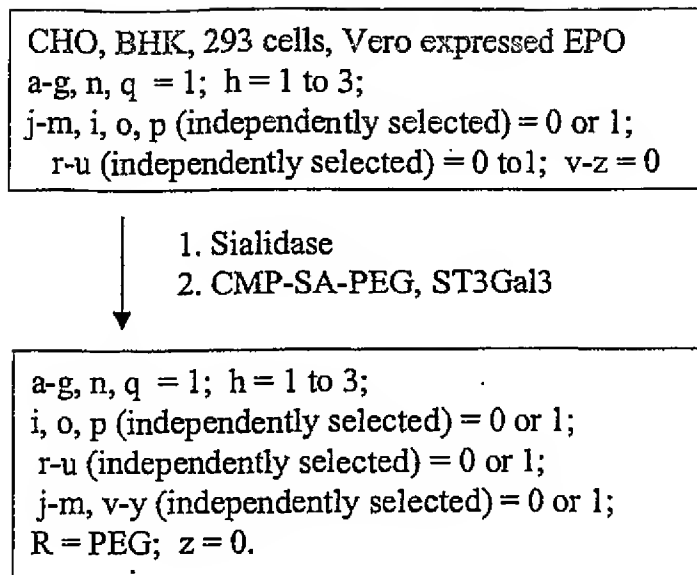 CHO, BHK, 293 cells, Vero expressed EPO
a-g, n, q = 1; h = 1 to 3;
j-m, i, o, p (independently selected) = 0 or 1;
r-u (independently selected) = 0 to1; v-z = 0
1. Sialidase
2. CMP-SA-PEG, ST3Gal3
a-g, n, q = 1; h = 1 to 3;
i, o, p (independently selected) = 0 or 1;
r-u (independently selected) = 0 or 1;
j-m, v-y (independently selected) = 0 or 1;
R = PEG; z = 0.